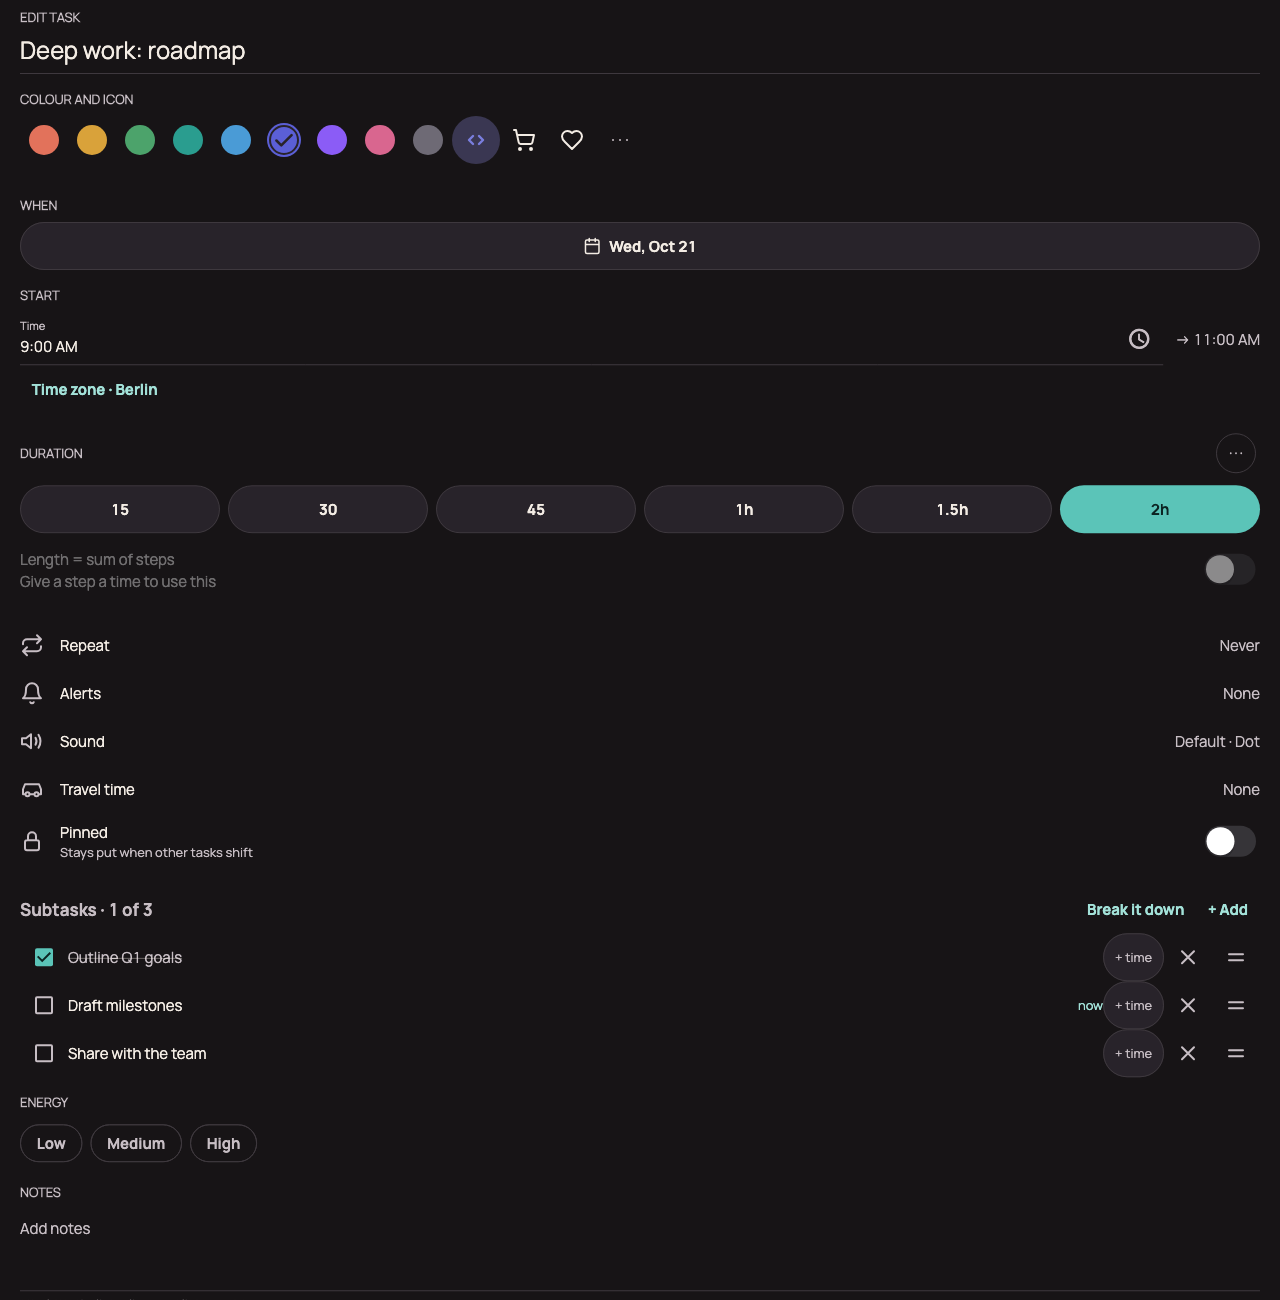 EDIT TASK
Deep work: roadmap
COLOUR AND ICON
WHEN
Wed, Oct 21
START
Time
9:00 AM
→ 11:00 AM
Time zone · Berlin
DURATION
15
30
45
1h
1.5h
2h
Length = sum of steps
Give a step a time to use this
Repeat
Never
Alerts
None
Sound
Default · Dot
Travel time
None
Pinned
Stays put when other tasks shift
Subtasks · 1 of 3
Break it down
+ Add
Outline Q1 goals
+ time
Draft milestones
now
+ time
Share with the team
+ time
ENERGY
Low
Medium
High
NOTES
Add notes